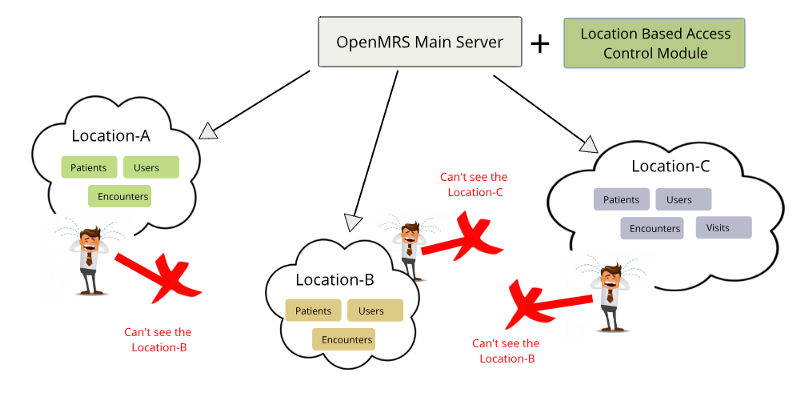 OpenMRS Main Server
+
Location Based Access
Control Module
Location-A
Patients
Users
Encounters
Can't see the
Location-B
Location-B
Patients
Users
Encounters
Can't see the
Location-C
Location-C
Patients
Users
Encounters
Visits
Can't see the
Location-B